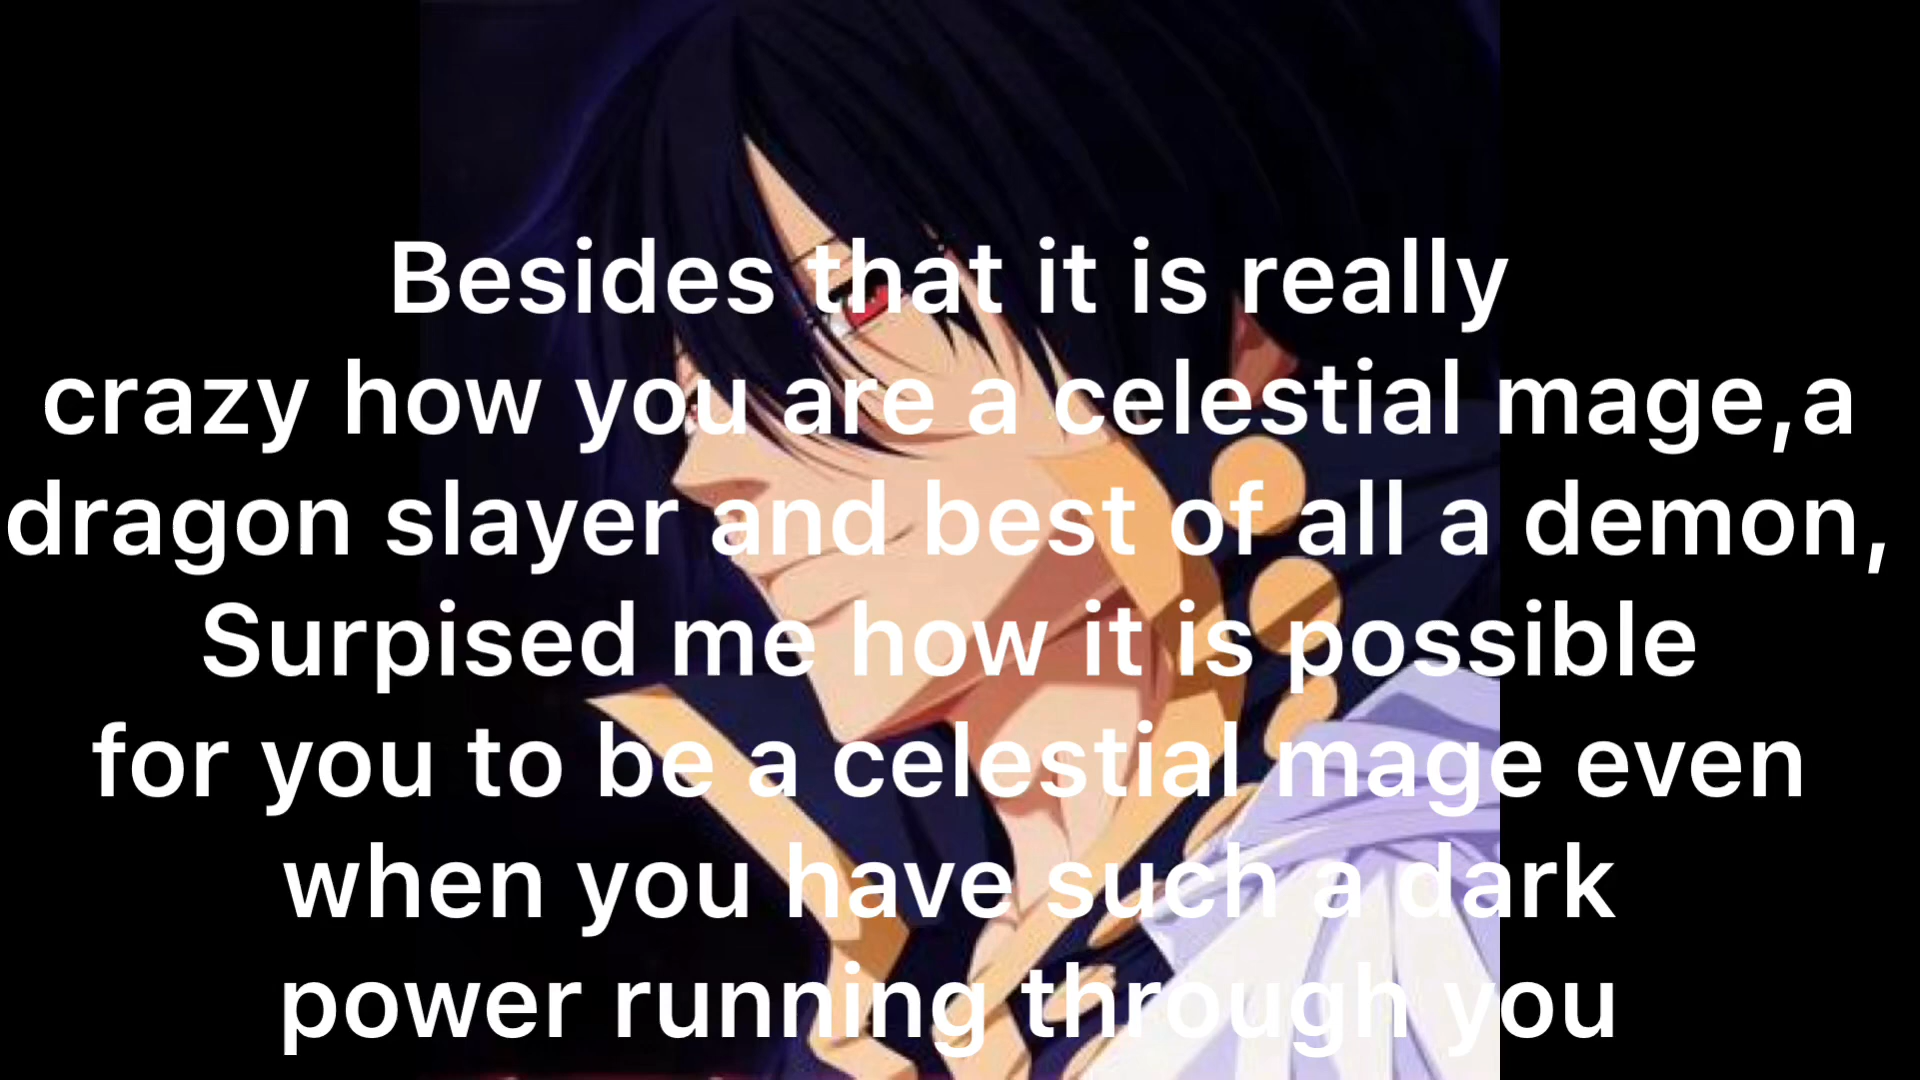 Besides that it is really
crazy how you are a celestial mage,a
dragon slayer and best of all a demon,
Surpised me how it is possible
for you to be a celestial mage even
when you have such a dark
power running through you